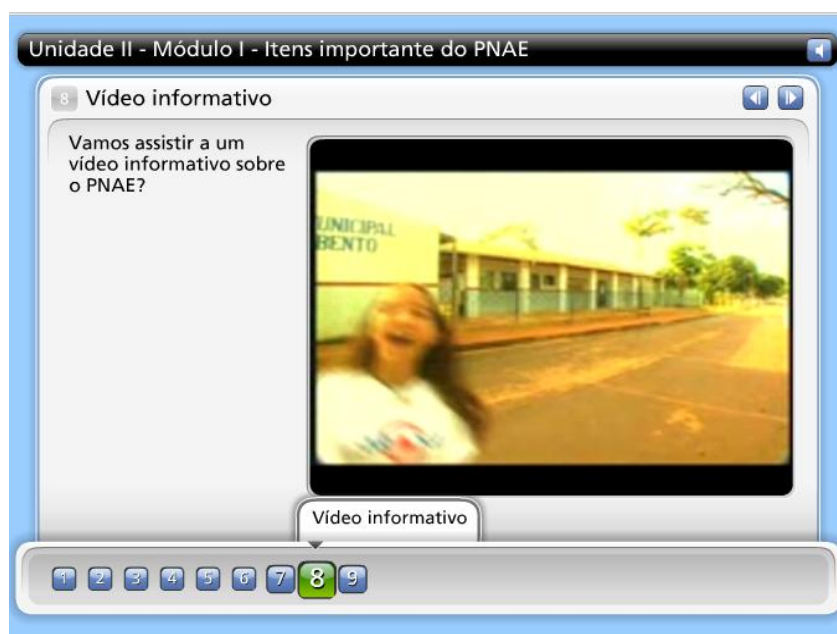 Unidade II - Módulo I - Itens importante do PNAE
8 Vídeo informativo
Vamos assistir a um
vídeo informativo sobre
o PNAE?
UNICIPAL
BENTO
Vídeo informativo
1 2 3 4 5 6 7 8 9